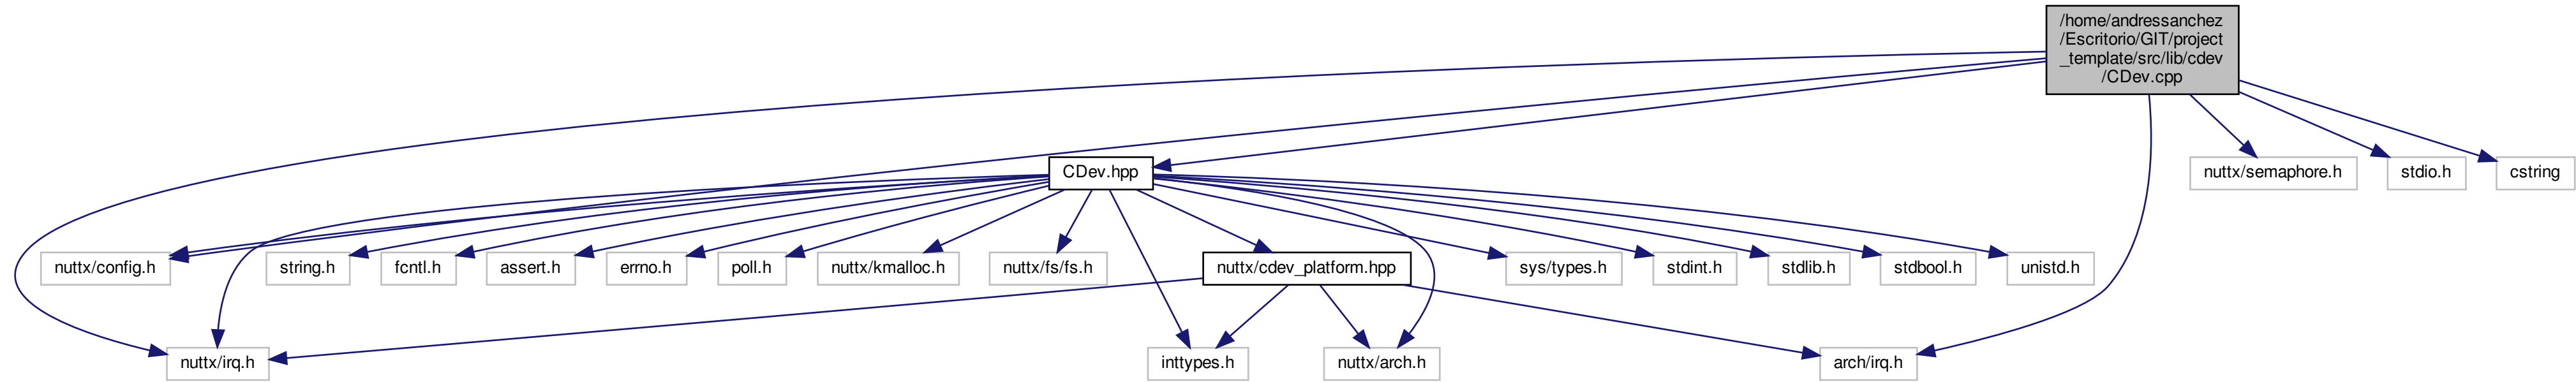 /home/andressanchez
/Escritorio/GIT/project
_template/src/lib/cdev
/CDev.cpp
CDev.hpp
nuttx/semaphore.h
stdio.h
cstring
nuttx/config.h
string.h
fcntl.h
assert.h
errno.h
poll.h
nuttx/kmalloc.h
nuttx/fs/fs.h
nuttx/cdev_platform.hpp
sys/types.h
stdint.h
stdlib.h
stdbool.h
unistd.h
nuttx/irq.h
inttypes.h
nuttx/arch.h
arch/irq.h